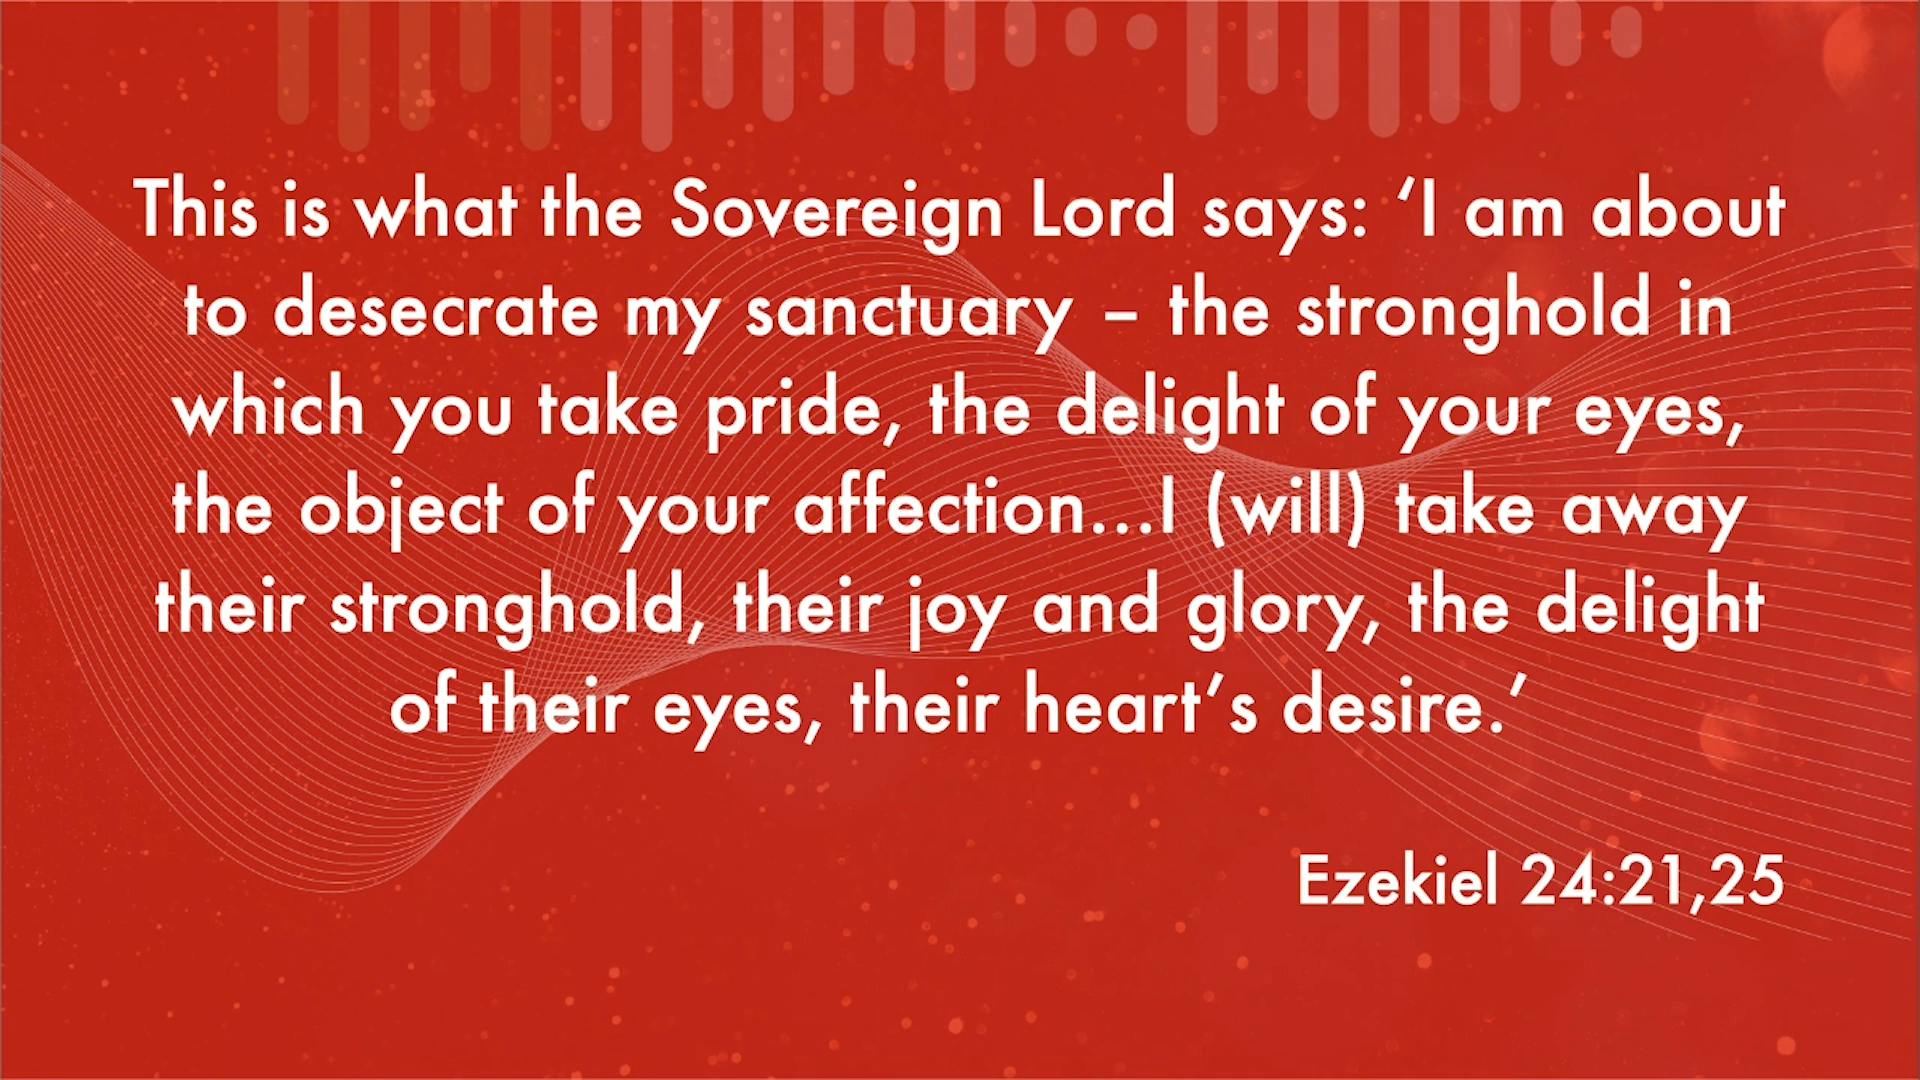 This is what the Sovereign Lord says: ‘I am about
to desecrate my sanctuary – the stronghold in
which you take pride, the delight of your eyes,
the object of your affection...I (will) take away
their stronghold, their joy and glory, the delight
of their eyes, their heart’s desire.’
Ezekiel 24:21,25